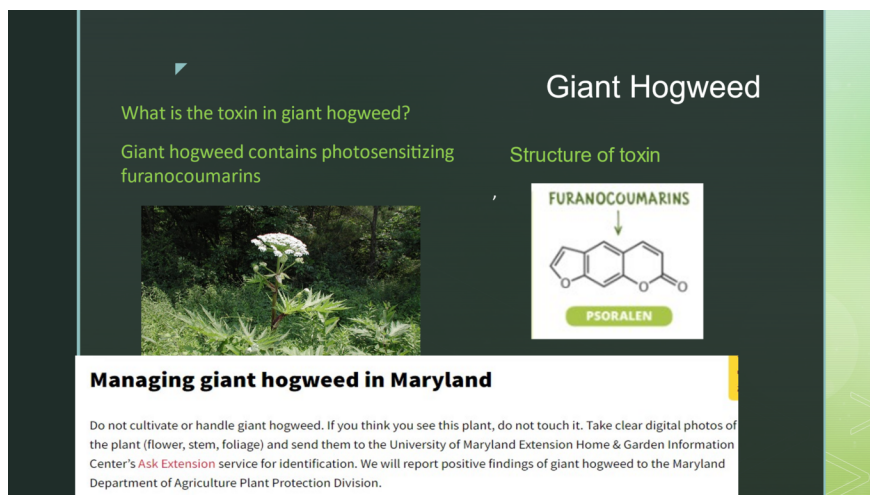 Giant Hogweed
What is the toxin in giant hogweed?
Giant hogweed contains photosensitizing
furanocoumarins
Structure of toxin
,
FURANOCOUMARINS
O
O
O
PSORALEN
Managing giant hogweed in Maryland
Do not cultivate or handle giant hogweed. If you think you see this plant, do not touch it. Take clear digital photos of
the plant (flower, stem, foliage) and send them to the University of Maryland Extension Home & Garden Information
Center's Ask Extension service for identification. We will report positive findings of giant hogweed to the Maryland
Department of Agriculture Plant Protection Division.